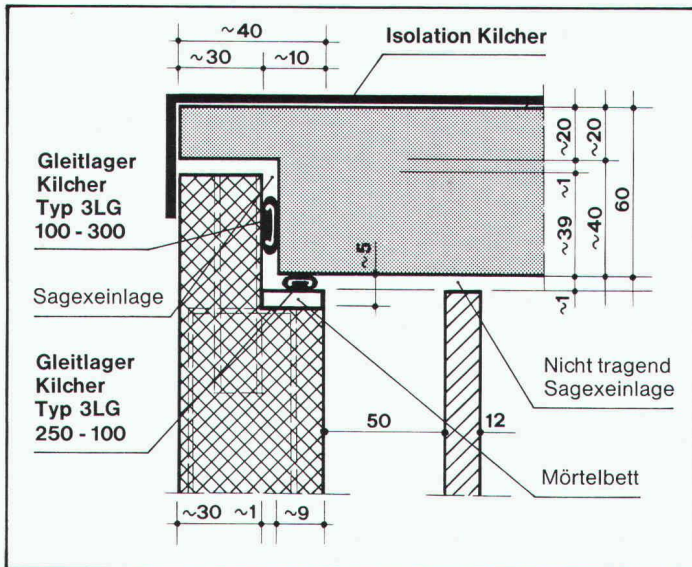 ~40
Isolation Kilcher
~30
~10
~20
~20
Gleitlager
Kilcher
Typ 3LG
100 - 300
~1
60
~39
~40
~5
Sagexeinlage
~1
Gleitlager
Kilcher
Typ 3LG
250 - 100
Nicht tragend
Sagexeinlage
50
12
Mörtelbett
~30
~1
~9